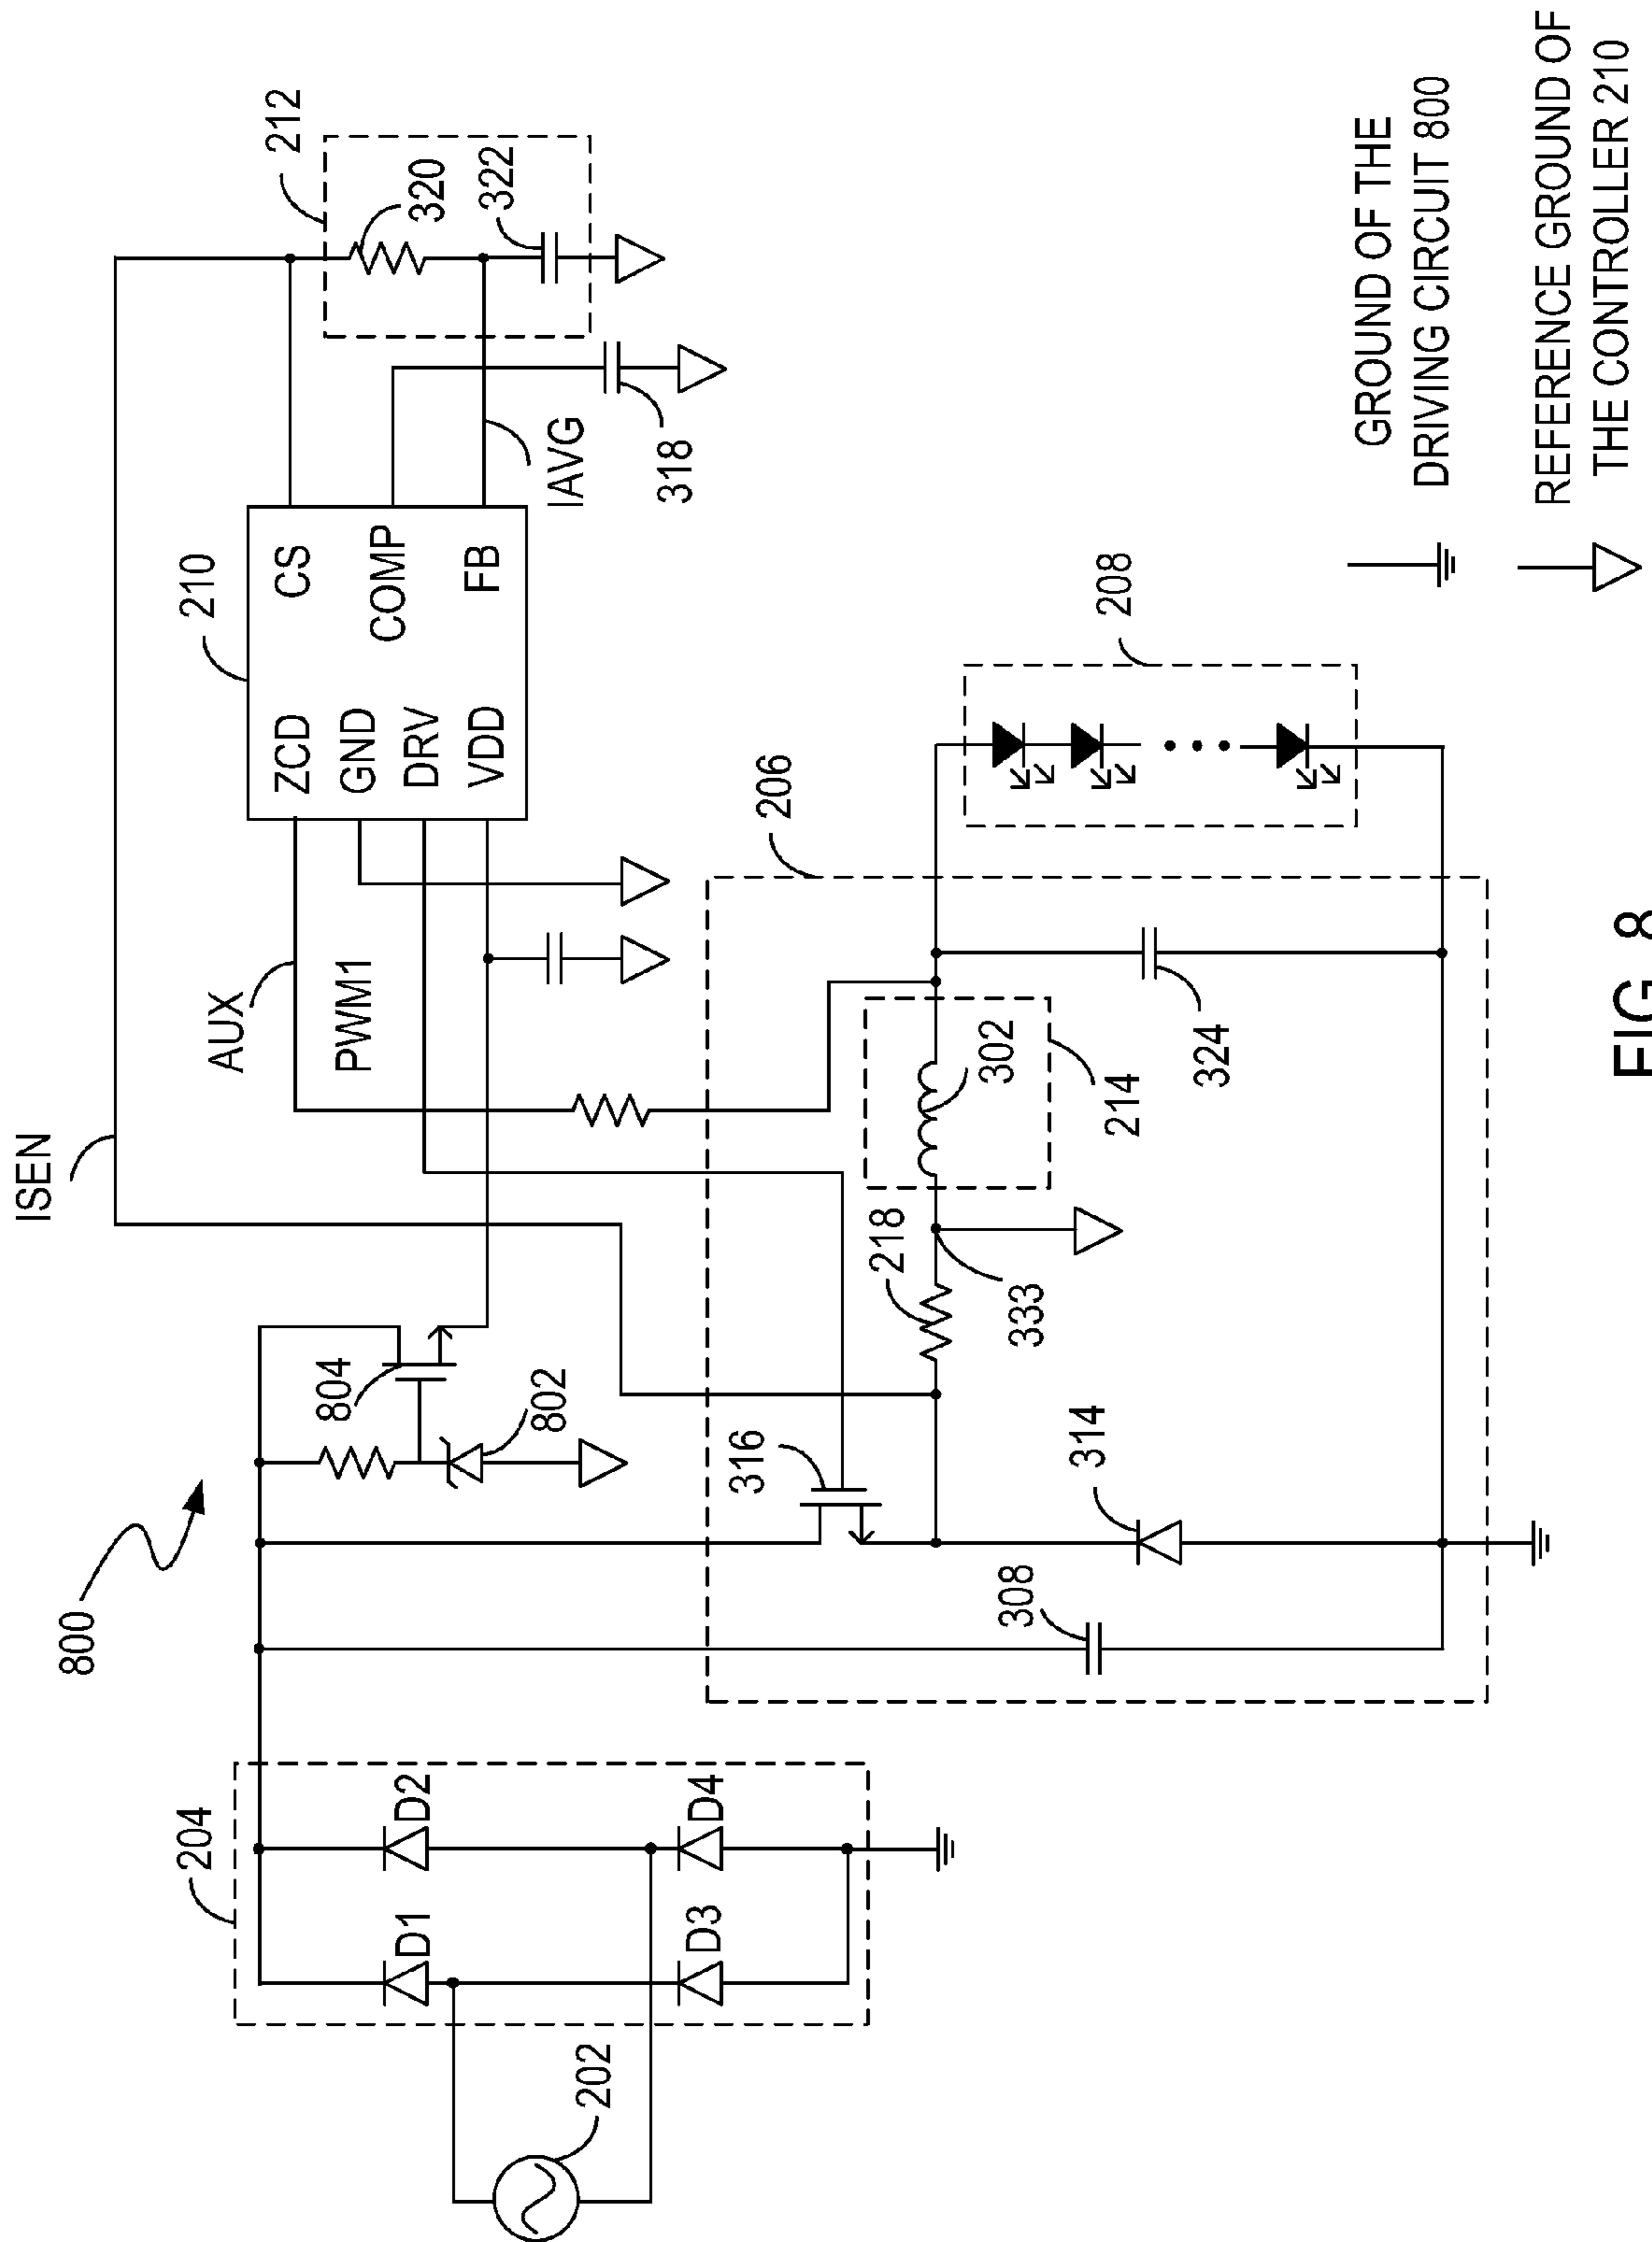 800
ISEN
204
D1
D2
D3
D4
202
804
802
AUX
PWM1
210
ZCD
GND
DRV
VDD
CS
COMP
FB
IAVG
318
212
320
322
206
316
308
314
218
333
302
214
324
208
GROUND OF THE
DRIVING CIRCUIT 800
REFERENCE GROUND OF
THE CONTROLLER 210
FIG. 8